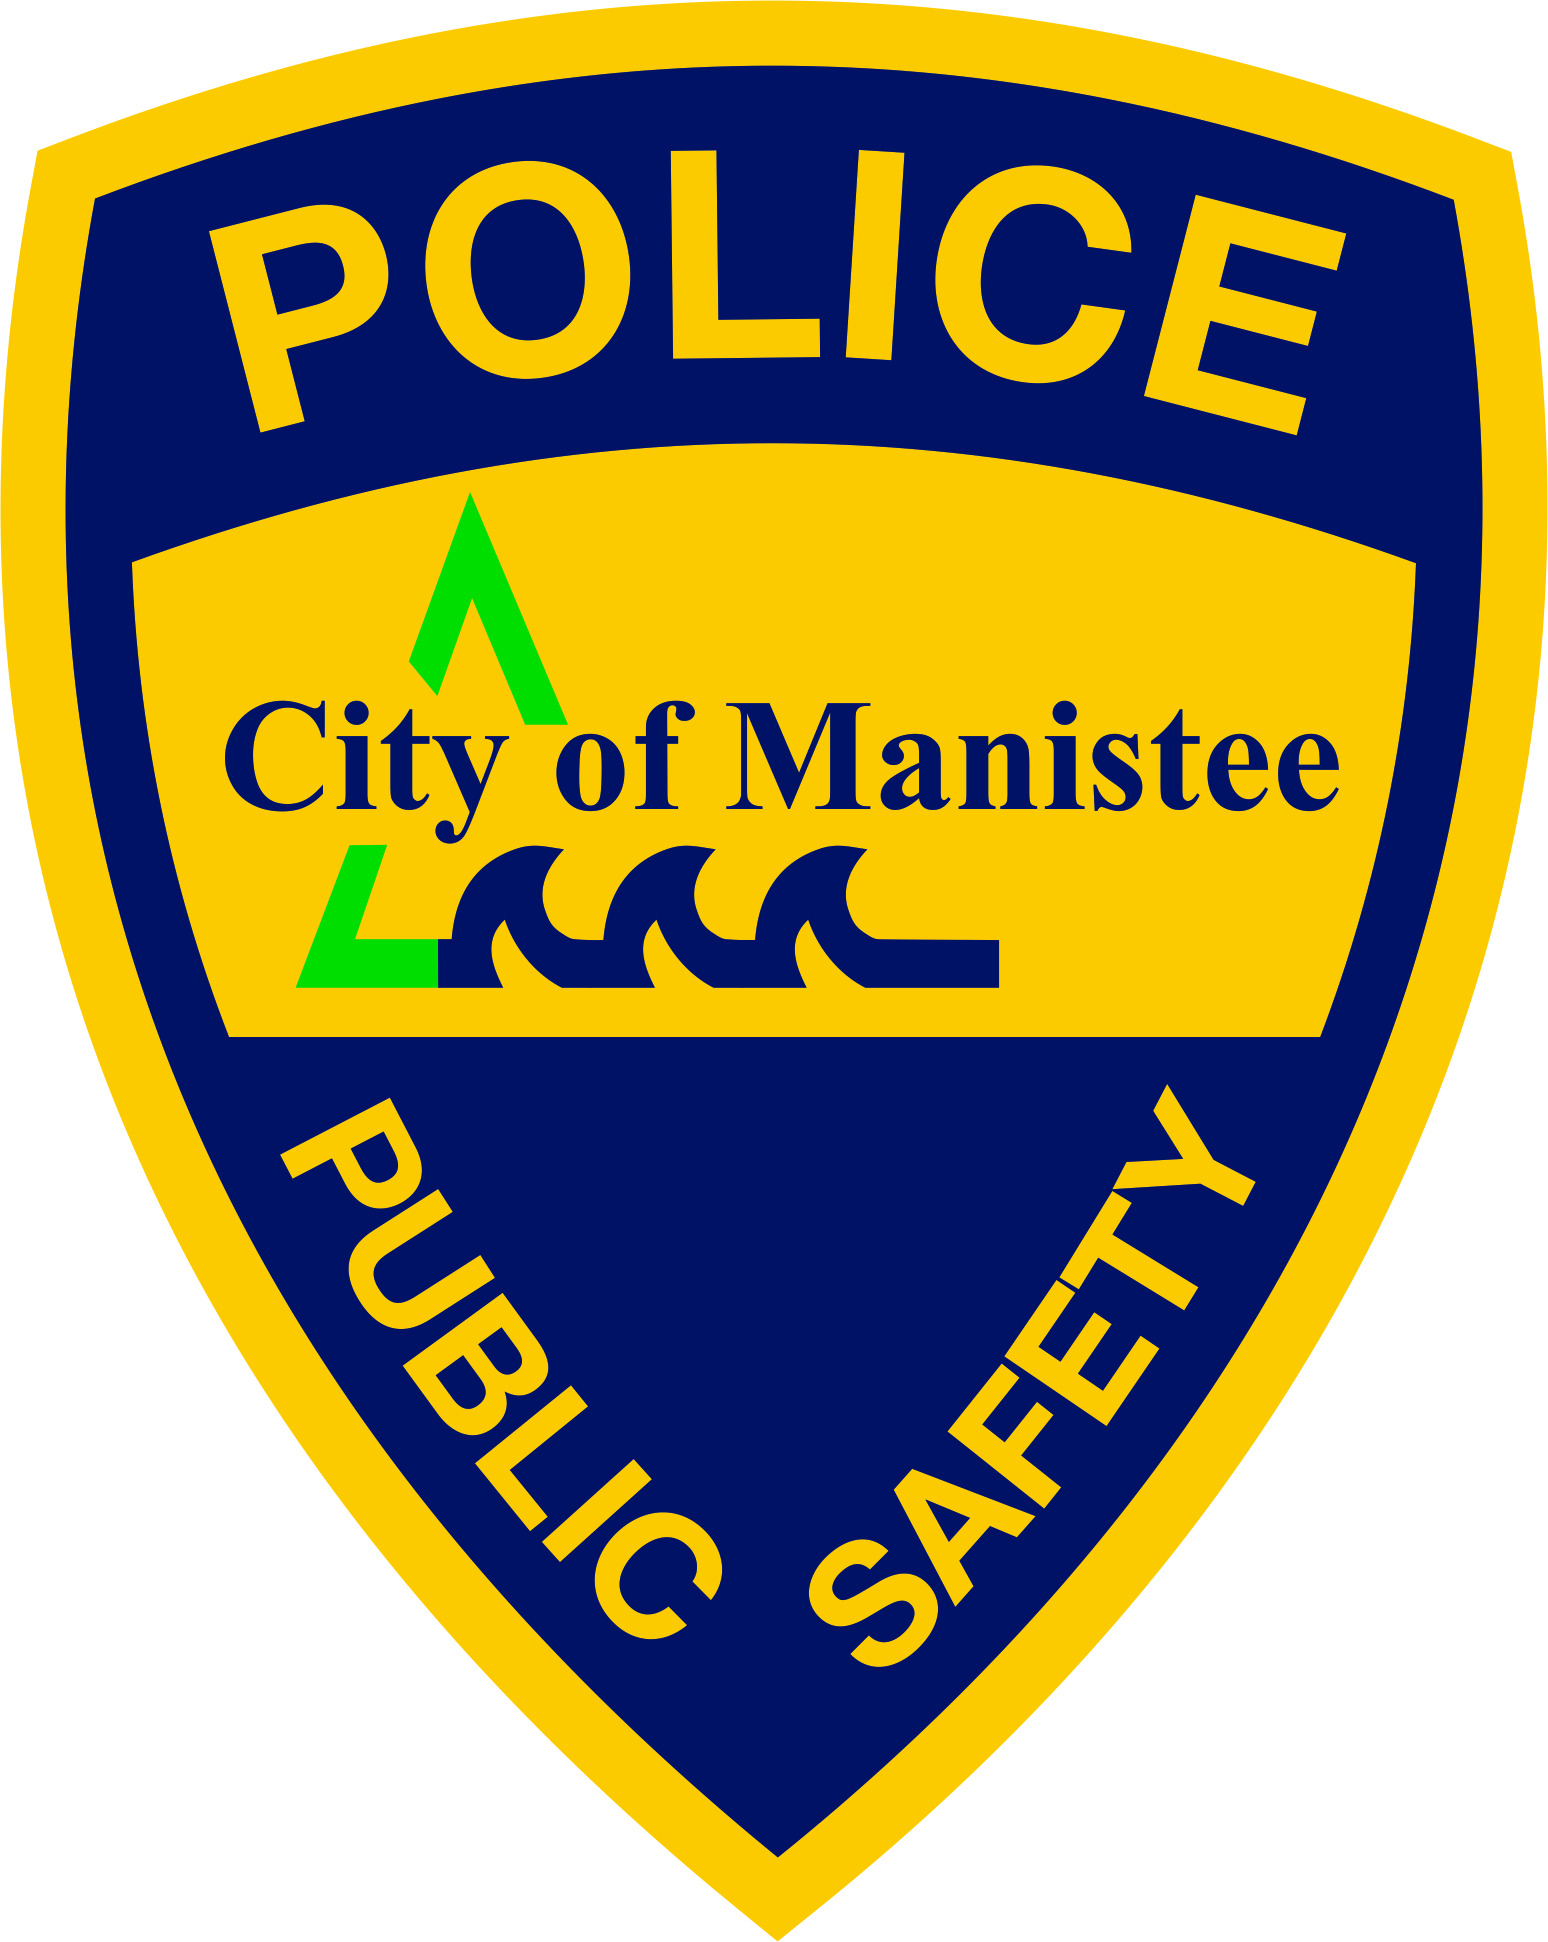 POLICE
City of Manistee
PUBLIC
SAFETY